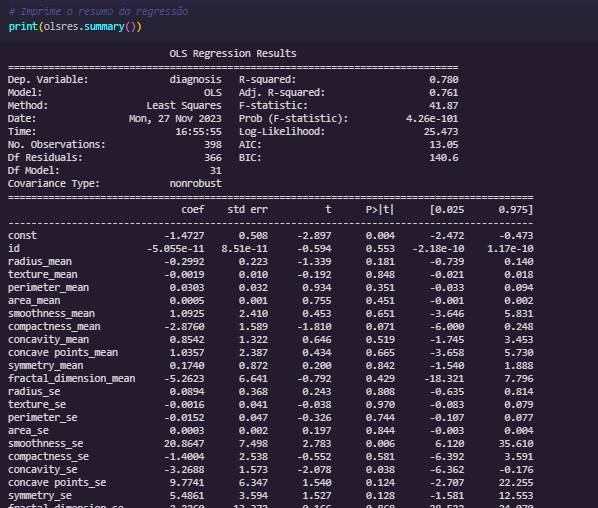 # Imprime o resumo da regressão
print(olsres.summary())
OLS Regression Results
==============================================================================
Dep. Variable: diagnosis R-squared: 0.780
Model: OLS Adj. R-squared: 0.761
Method: Least Squares F-statistic: 41.87
Date: Mon, 27 Nov 2023 Prob (F-statistic): 4.26e-101
Time: 16:55:55 Log-Likelihood: 25.473
No. Observations: 398 AIC: 13.05
Df Residuals: 366 BIC: 140.6
Df Model: 31
Covariance Type: nonrobust
===========================================================================================
coef std err t P>|t| [0.025 0.975]
-------------------------------------------------------------------------------------------
const -1.4727 0.508 -2.897 0.004 -2.472 -0.473
id -5.055e-11 8.51e-11 -0.594 0.553 -2.18e-10 1.17e-10
radius_mean -0.2992 0.223 -1.339 0.181 -0.739 0.140
texture_mean -0.0019 0.010 -0.192 0.848 -0.021 0.018
perimeter_mean 0.0303 0.032 0.934 0.351 -0.033 0.094
area_mean 0.0005 0.001 0.755 0.451 -0.001 0.002
smoothness_mean 1.0925 2.410 0.453 0.651 -3.646 5.831
compactness_mean -2.8760 1.589 -1.810 0.071 -6.000 0.248
concavity_mean 0.8542 1.322 0.646 0.519 -1.745 3.453
concave points_mean 1.0357 2.387 0.434 0.665 -3.658 5.730
symmetry_mean 0.1740 0.872 0.200 0.842 -1.540 1.888
fractal_dimension_mean -5.2623 6.641 -0.792 0.429 -18.321 7.796
radius_se 0.0894 0.368 0.243 0.808 -0.635 0.814
texture_se -0.0016 0.041 -0.038 0.970 -0.083 0.079
perimeter_se -0.0152 0.047 -0.326 0.744 -0.107 0.077
area_se 0.0003 0.002 0.197 0.844 -0.003 0.004
smoothness_se 20.8647 7.498 2.783 0.006 6.120 35.610
compactness_se -1.4004 2.538 -0.552 0.581 -6.392 3.591
concavity_se -3.2688 1.573 -2.078 0.038 -6.362 -0.176
concave points_se 9.7741 6.347 1.540 0.124 -2.707 22.255
symmetry_se 5.4861 3.594 1.527 0.128 -1.581 12.553
fractal_dimension_se